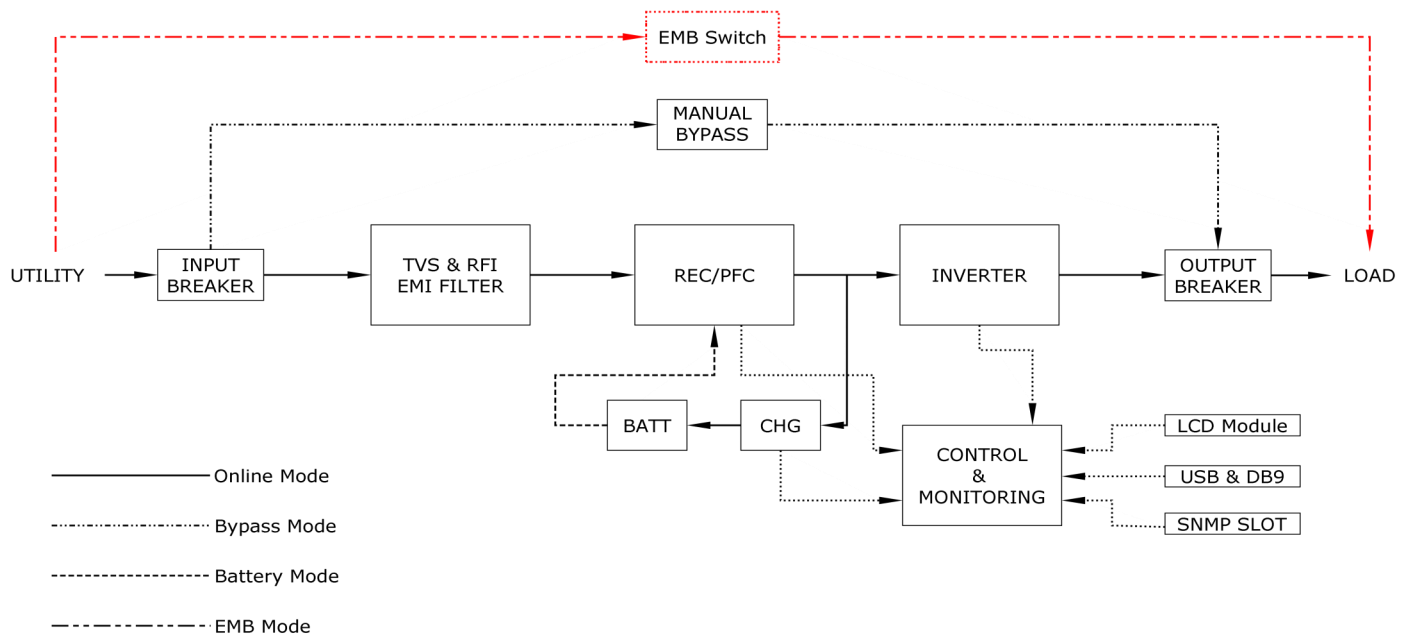 EMB Switch
MANUAL
BYPASS
UTILITY
INPUT
BREAKER
TVS & RFI
EMI FILTER
REC/PFC
INVERTER
OUTPUT
BREAKER
LOAD
BATT
CHG
CONTROL
&
MONITORING
LCD Module
USB & DB9
SNMP SLOT
Online Mode
Bypass Mode
Battery Mode
EMB Mode